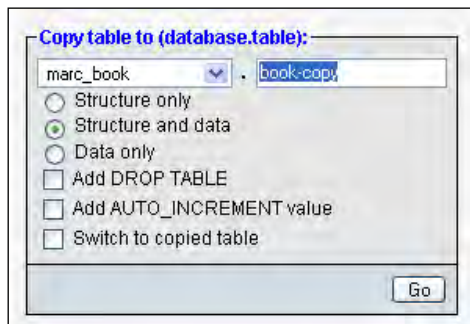 Copy table to (database.table):
marc_book . book-copy
Structure only
Structure and data
Data only
Add DROP TABLE
Add AUTO_INCREMENT value
Switch to copied table
Go